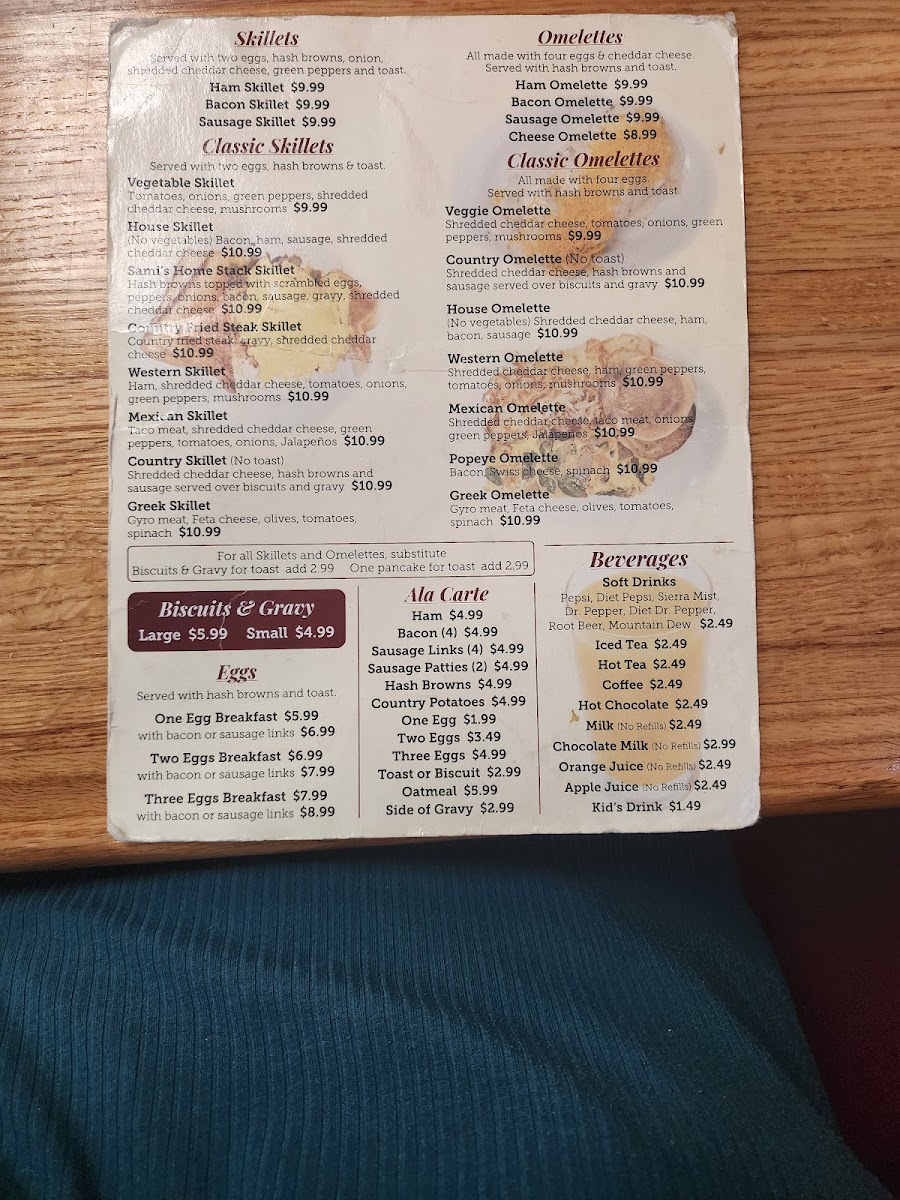 Skillets
Served with two eggs, hash browns, onion,
shredded cheddar cheese, green peppers and toast.
Ham Skillet $9.99
Bacon Skillet $9.99
Sausage Skillet $9.99
Classic Skillets
Served with two eggs, hash browns & toast.
Vegetable Skillet
Tomatoes, onions, green peppers, shredded
cheddar cheese, mushrooms $9.99
House Skillet
(No vegetables) Bacon, ham, sausage, shredded
cheddar cheese $10.99
Sami's Home Stack Skillet
Hash browns topped with scrambled eggs,
peppers, onions, bacon, sausage, gravy, shredded
cheddar cheese $10.99
Country Fried Steak Skillet
Country fried steak, gravy, shredded cheddar
cheese $10.99
Western Skillet
Ham, shredded cheddar cheese, tomatoes, onions,
green peppers, mushrooms $10.99
Mexican Skillet
Taco meat, shredded cheddar cheese, green
peppers, tomatoes, onions, Jalapeños $10.99
Country Skillet (No toast)
Shredded cheddar cheese, hash browns and
sausage served over biscuits and gravy $10.99
Greek Skillet
Gyro meat, Feta cheese, olives, tomatoes,
spinach $10.99
Omelettes
All made with four eggs & cheddar cheese.
Served with hash browns and toast.
Ham Omelette $9.99
Bacon Omelette $9.99
Sausage Omelette $9.99
Cheese Omelette $8.99
Classic Omelettes
All made with four eggs.
Served with hash browns and toast
Veggie Omelette
Shredded cheddar cheese, tomatoes, onions, green
peppers, mushrooms $9.99
Country Omelette (No toast)
Shredded cheddar cheese, hash browns and
sausage served over biscuits and gravy $10.99
House Omelette
(No vegetables) Shredded cheddar cheese, ham,
bacon, sausage $10.99
Western Omelette
Shredded cheddar cheese, ham, green peppers,
tomatoes, onions, mushrooms $10.99
Mexican Omelette
Shredded cheddar cheese, taco meat, onions,
green peppers, Jalapeños $10.99
Popeye Omelette
Bacon, Swiss cheese, spinach $10.99
Greek Omelette
Gyro meat, Feta cheese, olives, tomatoes,
spinach $10.99
For all Skillets and Omelettes, substitute
Biscuits & Gravy for toast add 2.99 One pancake for toast add 2.99
Biscuits & Gravy
Large $5.99 Small $4.99
Eggs
Served with hash browns and toast.
One Egg Breakfast $5.99
with bacon or sausage links $6.99
Two Eggs Breakfast $6.99
with bacon or sausage links $7.99
Three Eggs Breakfast $7.99
with bacon or sausage links $8.99
Ala Carte
Ham $4.99
Bacon (4) $4.99
Sausage Links (4) $4.99
Sausage Patties (2) $4.99
Hash Browns $4.99
Country Potatoes $4.99
One Egg $1.99
Two Eggs $3.49
Three Eggs $4.99
Toast or Biscuit $2.99
Oatmeal $5.99
Side of Gravy $2.99
Beverages
Soft Drinks
Pepsi, Diet Pepsi, Sierra Mist,
Dr. Pepper, Diet Dr. Pepper,
Root Beer, Mountain Dew $2.49
Iced Tea $2.49
Hot Tea $2.49
Coffee $2.49
Hot Chocolate $2.49
Milk (No Refills) $2.49
Chocolate Milk (No Refills) $2.99
Orange Juice (No Refills) $2.49
Apple Juice (No Refills) $2.49
Kid's Drink $1.49